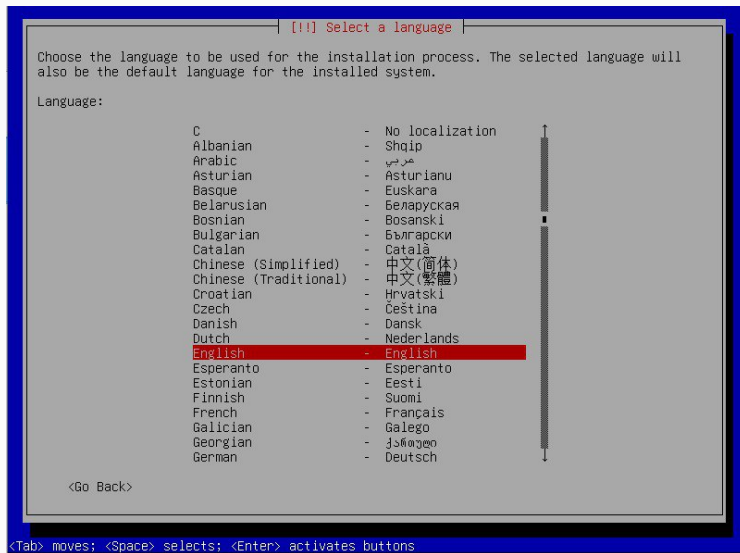 [!!] Select a language
Choose the language to be used for the installation process. The selected language will
also be the default language for the installed system.
Language:
C - No localization
Albanian - Shqip
Arabic - عربي
Asturian - Asturianu
Basque - Euskara
Belarusian - Беларуская
Bosnian - Bosanski
Bulgarian - Български
Catalan - Català
Chinese (Simplified) - 中文(简体)
Chinese (Traditional) - 中文(繁體)
Croatian - Hrvatski
Czech - Čeština
Danish - Dansk
Dutch - Nederlands
English - English
Esperanto - Esperanto
Estonian - Eesti
Finnish - Suomi
French - Français
Galician - Galego
Georgian - ქართული
German - Deutsch
<Go Back>
<Tab> moves; <Space> selects; <Enter> activates buttons